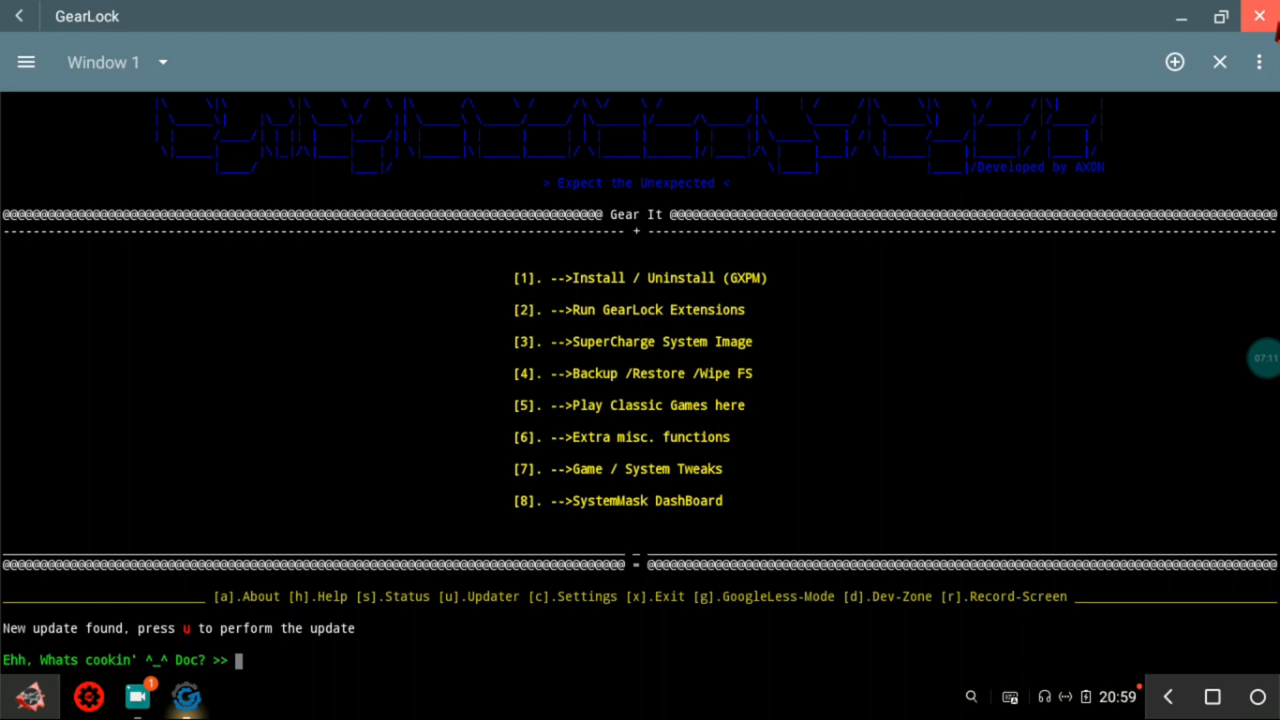 GearLock
Window 1
/Developed by AXON
> Expect the Unexpected <
@@@@@@@@@@@@@@@@@@@@@@@@@@@@@@@@@@@@@@@@@@@@@@@@@@@@@@@@@@@@@@@@@@@@@@@@@@@@@@@@ Gear It @@@@@@@@@@@@@@@@@@@@@@@@@@@@@@@@@@@@@@@@@@@@@@@@@@@@@@@@@@@@@@@@@@@@@@@@@@@@@@@@@
[1]. -->Install / Uninstall (GXPM)
[2]. -->Run GearLock Extensions
[3]. -->SuperCharge System Image
07:11
[4]. -->Backup /Restore /Wipe FS
[5]. -->Play Classic Games here
[6]. -->Extra misc. functions
[7]. -->Game / System Tweaks
[8]. -->SystemMask DashBoard
[a].About [h].Help [s].Status [u].Updater [c].Settings [x].Exit [g].GoogleLess-Mode [d].Dev-Zone [r].Record-Screen
New update found, press u to perform the update
Ehh, Whats cookin' ^_^ Doc? >>
1
20:59